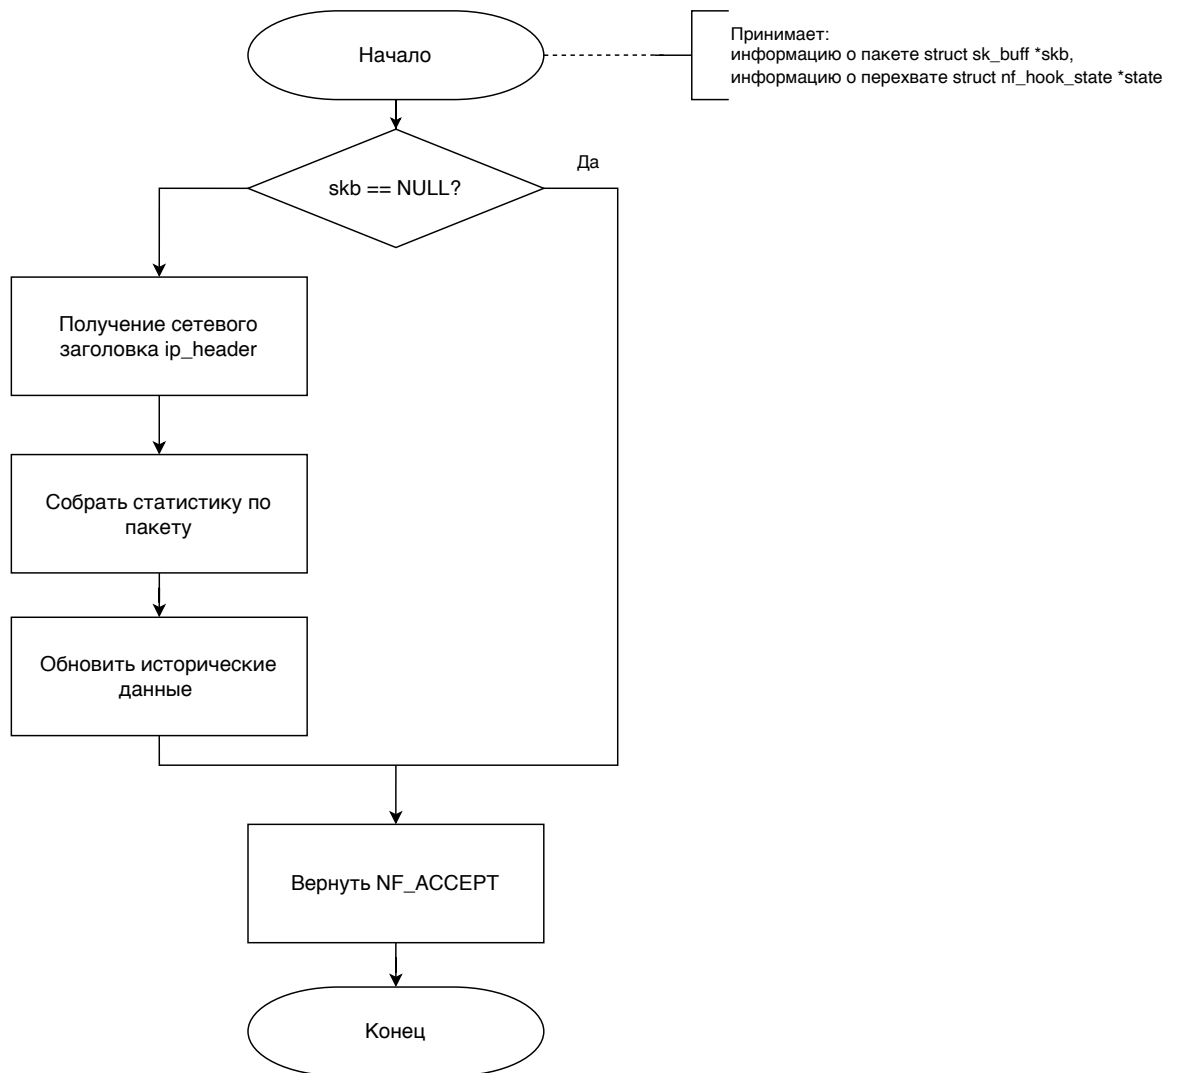 Начало
Принимает:
информацию о пакете struct sk_buff *skb,
информацию о перехвате struct nf_hook_state *state
Да
skb == NULL?
Получение сетевого
заголовка ip_header
Собрать статистику по
пакету
Обновить исторические
данные
Вернуть NF_ACCEPT
Конец